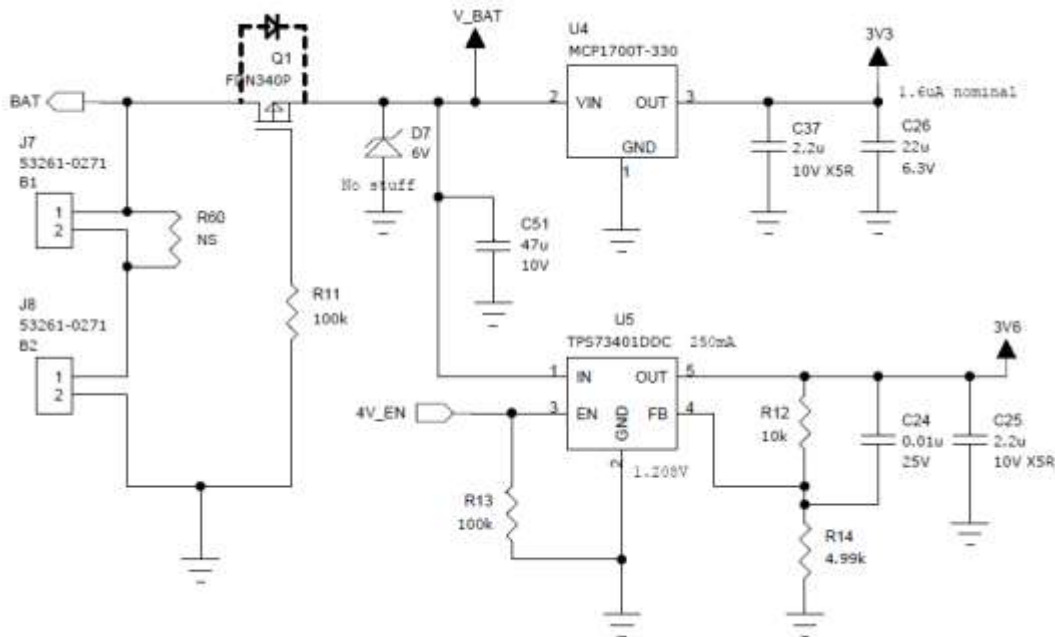 V_BAT
Q1
BAT
J7
53261-0271
B1
1
2
R60
NS
J8
53261-0271
B2
1
2
R11
100k
D7
6V
No stuff
C51
47u
10V
U4
MCP1700T-330
2
VIN
OUT
3
GND
1
3V3
1.6uA nominal
C37
2.2u
10V X5R
C26
22u
6.3V
U5
TPS73401DDC
250mA
1
IN
OUT
5
4V_EN
3
EN
GND
FB
4
2
1.208V
R13
100k
R12
10k
R14
4.99k
C24
0.01u
25V
C25
2.2u
10V X5R
3V6